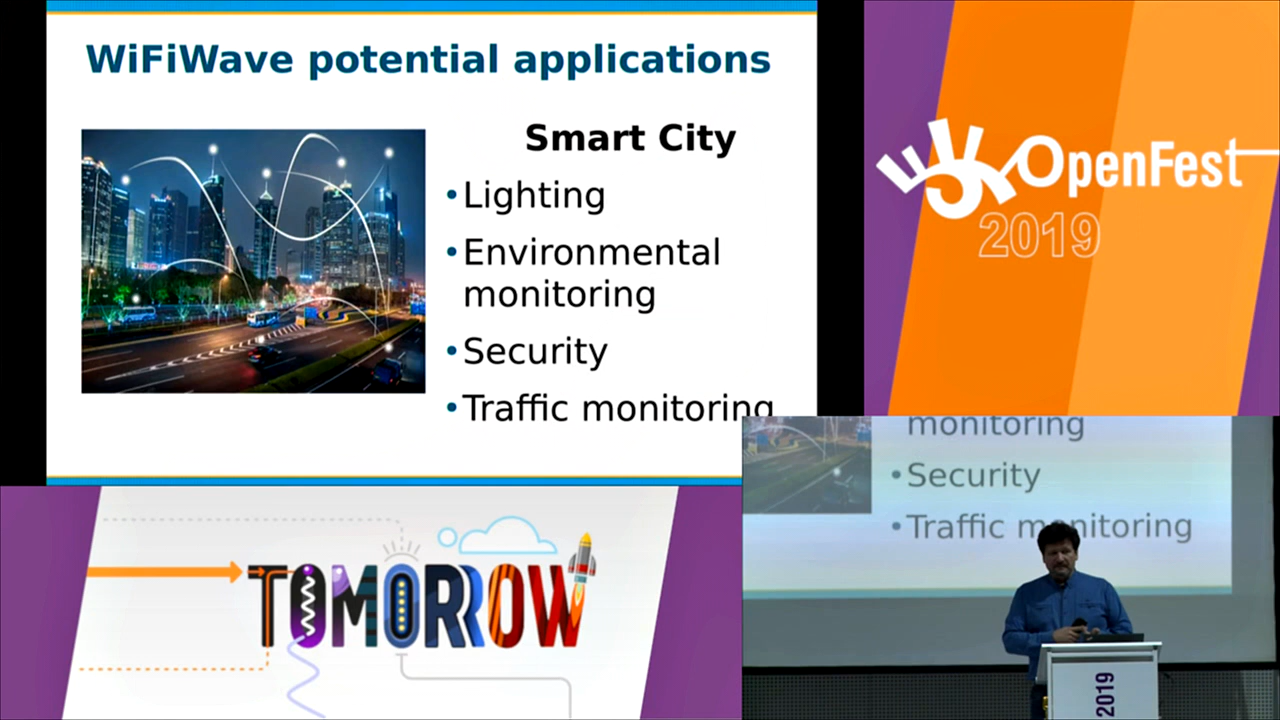 WiFiWave potential applications
Smart City
•Lighting
•Environmental
monitoring
•Security
•Traffic monitoring
OpenFest
2019
TOMORROW
monitoring
•Security
•Traffic monitoring
2019